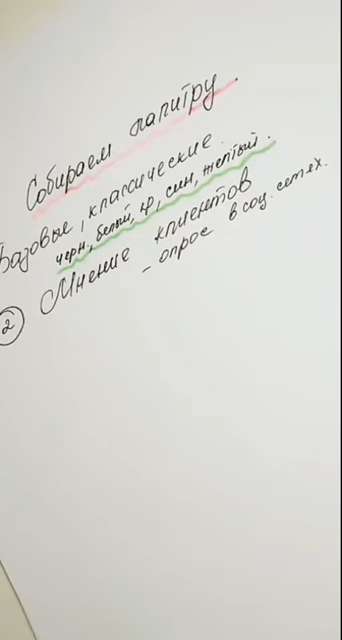 Собираем палитру.
Базовые, классические
черн, белый, кр, син, желтый.
2 Мнение клиентов
- опрос в соц. сетях.